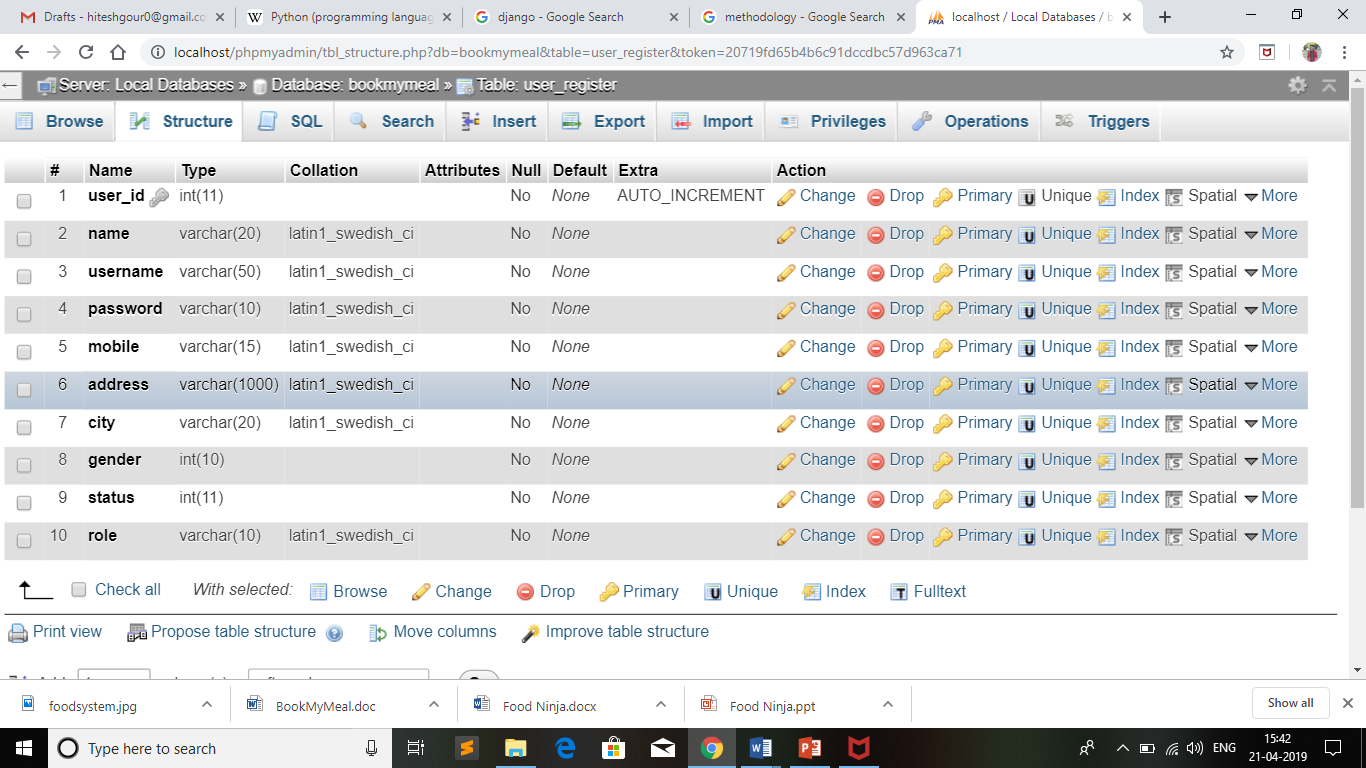 Drafts - hiteshgour0@gmail.co
Python (programming languag
django - Google Search
methodology - Google Search
localhost / Local Databases / b
localhost/phpmyadmin/tbl_structure.php?db=bookmymeal&table=user_register&token=20719fd65b4b6c91dccdbc57d963ca71
Server: Local Databases » Database: bookmymeal » Table: user_register
Browse Structure SQL Search Insert Export Import Privileges Operations Triggers
# Name Type Collation Attributes Null Default Extra Action
1 user_id int(11) No None AUTO_INCREMENT Change Drop Primary Unique Index Spatial More
2 name varchar(20) latin1_swedish_ci No None Change Drop Primary Unique Index Spatial More
3 username varchar(50) latin1_swedish_ci No None Change Drop Primary Unique Index Spatial More
4 password varchar(10) latin1_swedish_ci No None Change Drop Primary Unique Index Spatial More
5 mobile varchar(15) latin1_swedish_ci No None Change Drop Primary Unique Index Spatial More
6 address varchar(1000) latin1_swedish_ci No None Change Drop Primary Unique Index Spatial More
7 city varchar(20) latin1_swedish_ci No None Change Drop Primary Unique Index Spatial More
8 gender int(10) No None Change Drop Primary Unique Index Spatial More
9 status int(11) No None Change Drop Primary Unique Index Spatial More
10 role varchar(10) latin1_swedish_ci No None Change Drop Primary Unique Index Spatial More
Check all With selected: Browse Change Drop Primary Unique Index Fulltext
Print view Propose table structure Move columns Improve table structure
foodsystem.jpg BookMyMeal.doc Food Ninja.docx Food Ninja.ppt Show all
Type here to search
ENG
15:42
21-04-2019